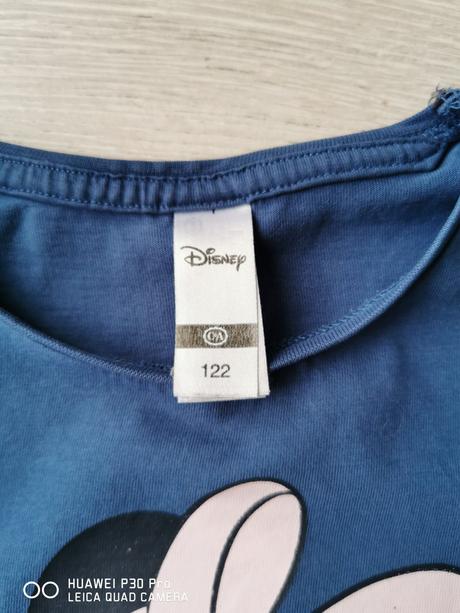 Disney
C&A
122
HUAWEI P30 Pro
LEICA QUAD CAMERA